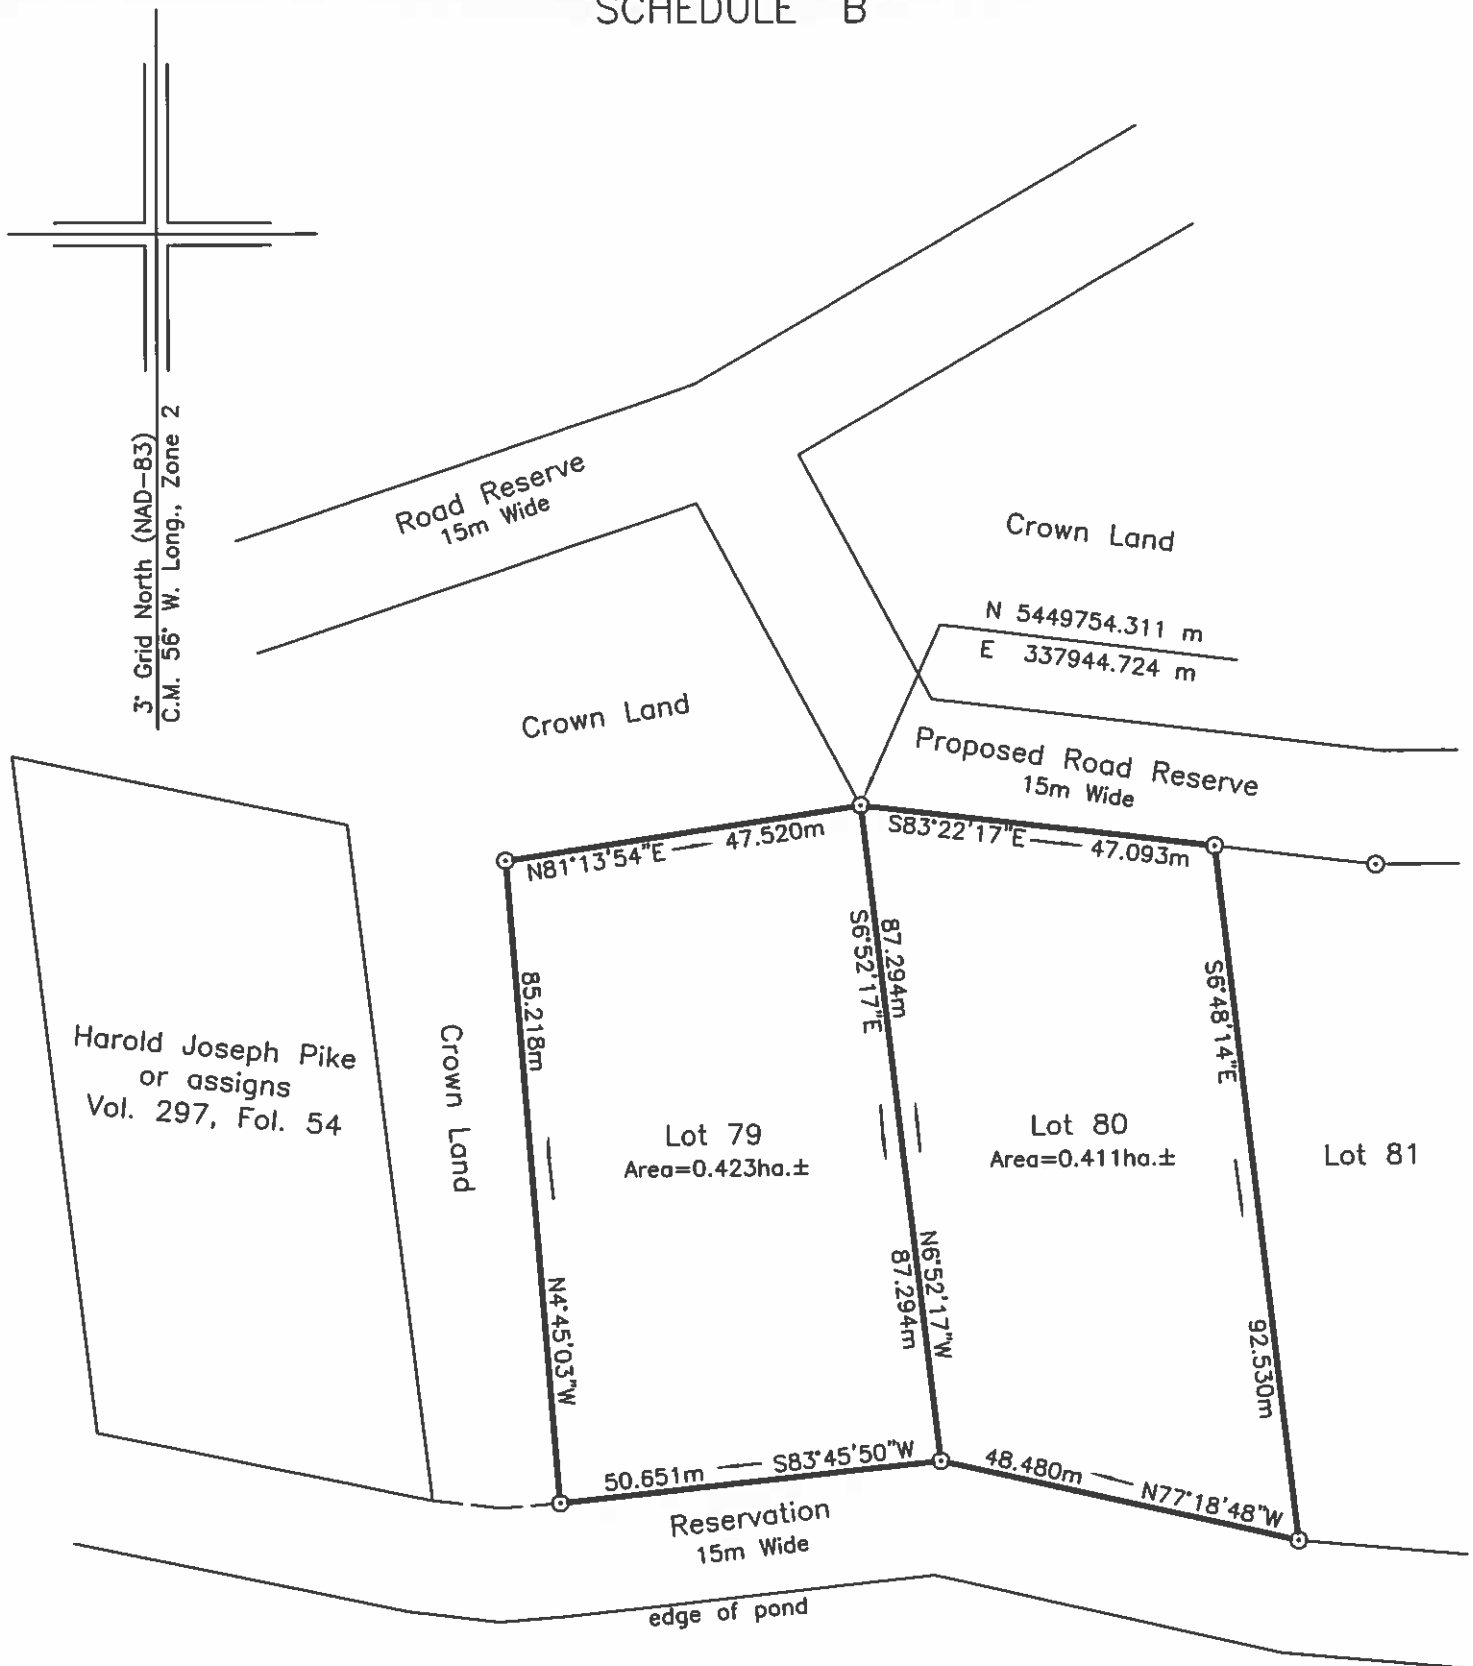 SCHEDULE B
3° Grid North (NAD-83)
C.M. 56° W. Long., Zone 2
Road Reserve
15m Wide
Crown Land
N 5449754.311 m
E 337944.724 m
Crown Land
Proposed Road Reserve
15m Wide
N81°13'54"E
47.520m
S83°22'17"E
47.093m
85.218m
N4°45'03"W
87.294m
S6°52'17"E
S6°48'14"E
92.530m
Harold Joseph Pike
or assigns
Vol. 297, Fol. 54
Crown Land
Lot 79
Area=0.423ha.±
Lot 80
Area=0.411ha.±
Lot 81
N6°52'17"W
87.294m
50.651m
S83°45'50"W
48.480m
N77°18'48"W
Reservation
15m Wide
edge of pond